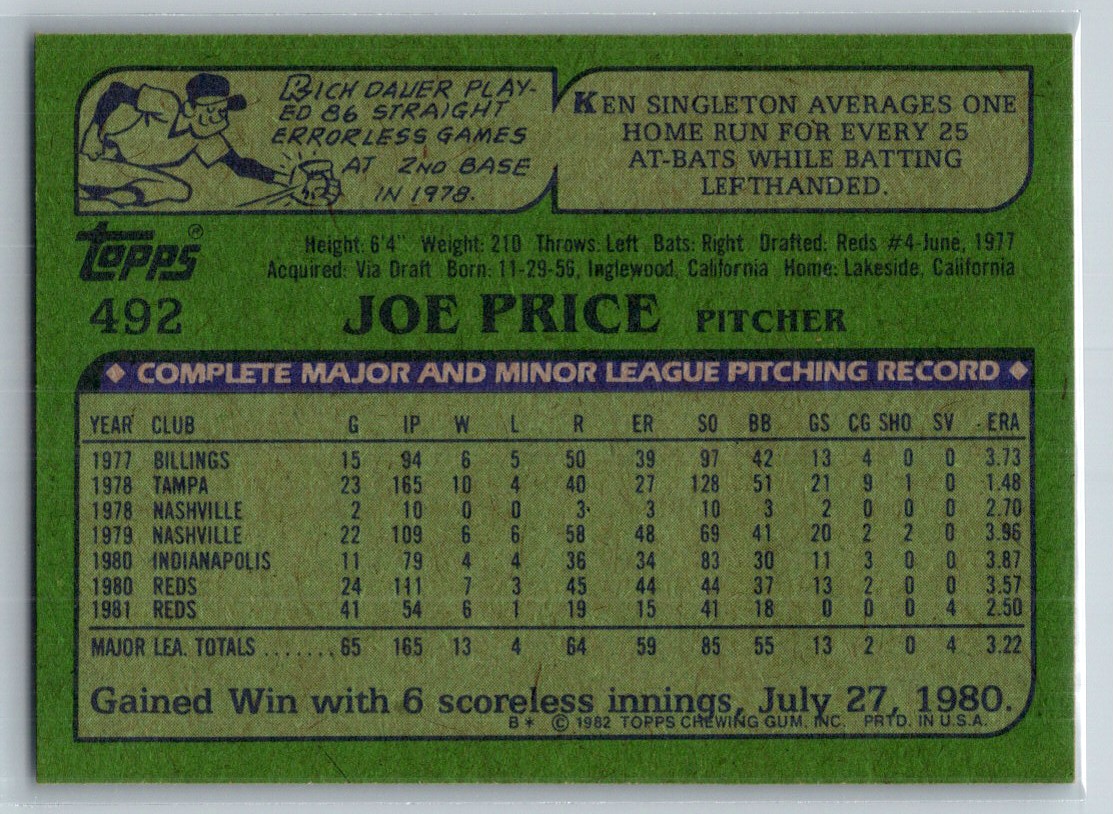 RICH DAUER PLAY-
ED 86 STRAIGHT
ERRORLESS GAMES
AT 2ND BASE
IN 1978.
KEN SINGLETON AVERAGES ONE
HOME RUN FOR EVERY 25
AT-BATS WHILE BATTING
LEFTHANDED.
TOPPS®
Height: 6'4" Weight: 210 Throws: Left Bats: Right Drafted: Reds #4-June, 1977
Acquired: Via Draft Born: 11-29-56, Inglewood, California Home: Lakeside, California
492 JOE PRICE PITCHER
COMPLETE MAJOR AND MINOR LEAGUE PITCHING RECORD
YEAR CLUB G IP W L R ER SO BB GS CG SHO SV ERA
1977 BILLINGS 15 94 6 5 50 39 97 42 13 4 0 0 3.73
1978 TAMPA 23 165 10 4 40 27 128 51 21 9 1 0 1.48
1978 NASHVILLE 2 10 0 0 3 3 10 3 2 0 0 0 2.70
1979 NASHVILLE 22 109 6 6 58 48 69 41 20 2 2 0 3.96
1980 INDIANAPOLIS 11 79 4 4 36 34 83 30 11 3 0 0 3.87
1980 REDS 24 111 7 3 45 44 44 37 13 2 0 0 3.57
1981 REDS 41 54 6 1 19 15 41 18 0 0 0 4 2.50
MAJOR LEA. TOTALS ....... 65 165 13 4 64 59 85 55 13 2 0 4 3.22
Gained Win with 6 scoreless innings, July 27, 1980.
B* © 1982 TOPPS CHEWING GUM, INC. PRTD. IN U.S.A.